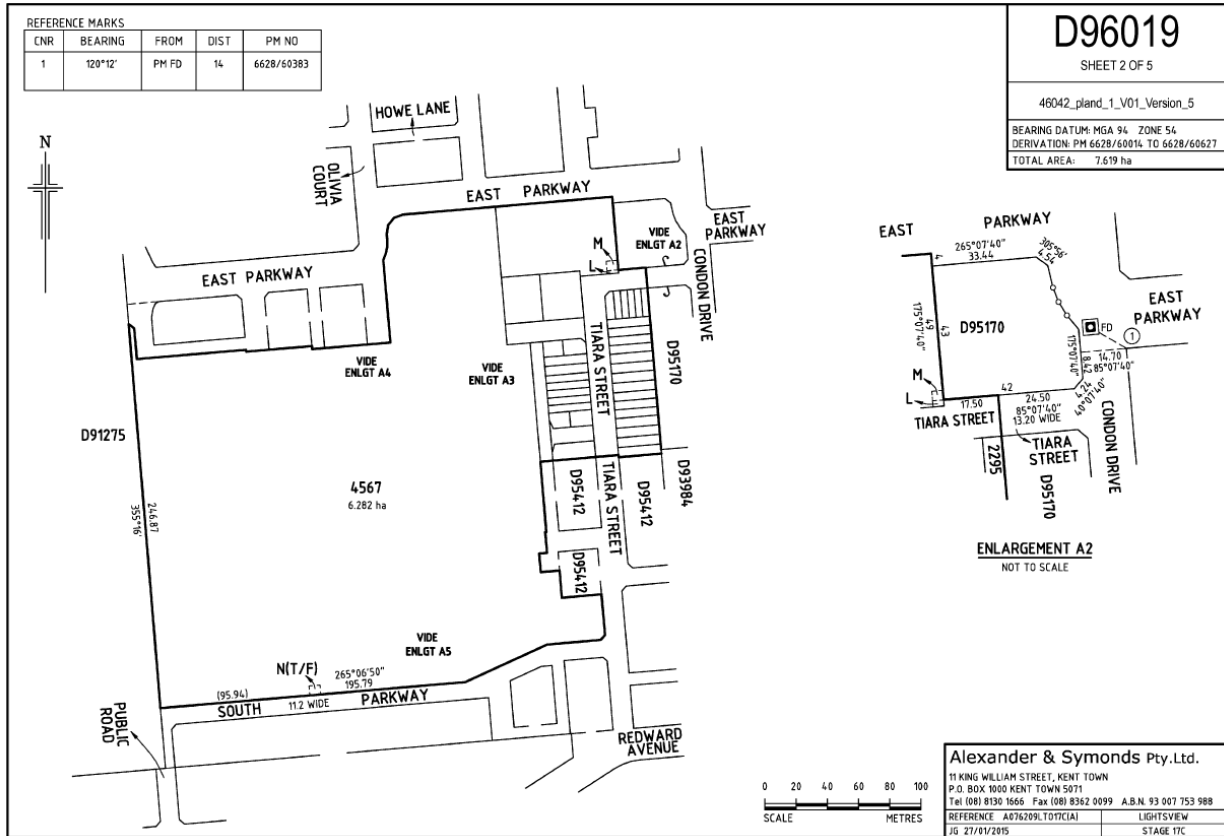 REFERENCE MARKS
CNR BEARING FROM DIST PM NO
1 120°12' PM FD 14 6628/60383
D96019
SHEET 2 OF 5
46042_pland_1_V01_Version_5
BEARING DATUM: MGA 94 ZONE 54
DERIVATION: PM 6628/60014 TO 6628/60627
TOTAL AREA: 7.619 ha
N
HOWE LANE
OLIVIA
COURT
EAST PARKWAY
EAST
PARKWAY
VIDE
ENLGT A2
M
L
CONDON DRIVE
EAST PARKWAY
VIDE
ENLGT A4
VIDE
ENLGT A3
TIARA STREET
D95170
D91275
4567
6.282 ha
246.87
355°16'
D95412
TIARA STREET
D95412
D93984
D95412
VIDE
ENLGT A5
N(T/F)
265°06'50"
195.79
(95.94)
11.2 WIDE
SOUTH PARKWAY
PUBLIC
ROAD
REDWARD
AVENUE
EAST PARKWAY
265°07'40"
33.44
305°56'
4.54
4
49
43
175°07'40"
D95170
FD
1
EAST
PARKWAY
175°07'40"
8.42
14.70
85°07'40"
4.24
40°07'40"
M
L
42
17.50
24.50
85°07'40"
13.20 WIDE
TIARA STREET
TIARA
STREET
CONDON DRIVE
2295
D95170
ENLARGEMENT A2
NOT TO SCALE
0 20 40 60 80 100
SCALE METRES
Alexander & Symonds Pty.Ltd.
11 KING WILLIAM STREET, KENT TOWN
P.O. BOX 1000 KENT TOWN 5071
Tel (08) 8130 1666 Fax (08) 8362 0099 A.B.N. 93 007 753 988
REFERENCE A076209LT017C(A) LIGHTSVIEW
JG 27/01/2015 STAGE 17C